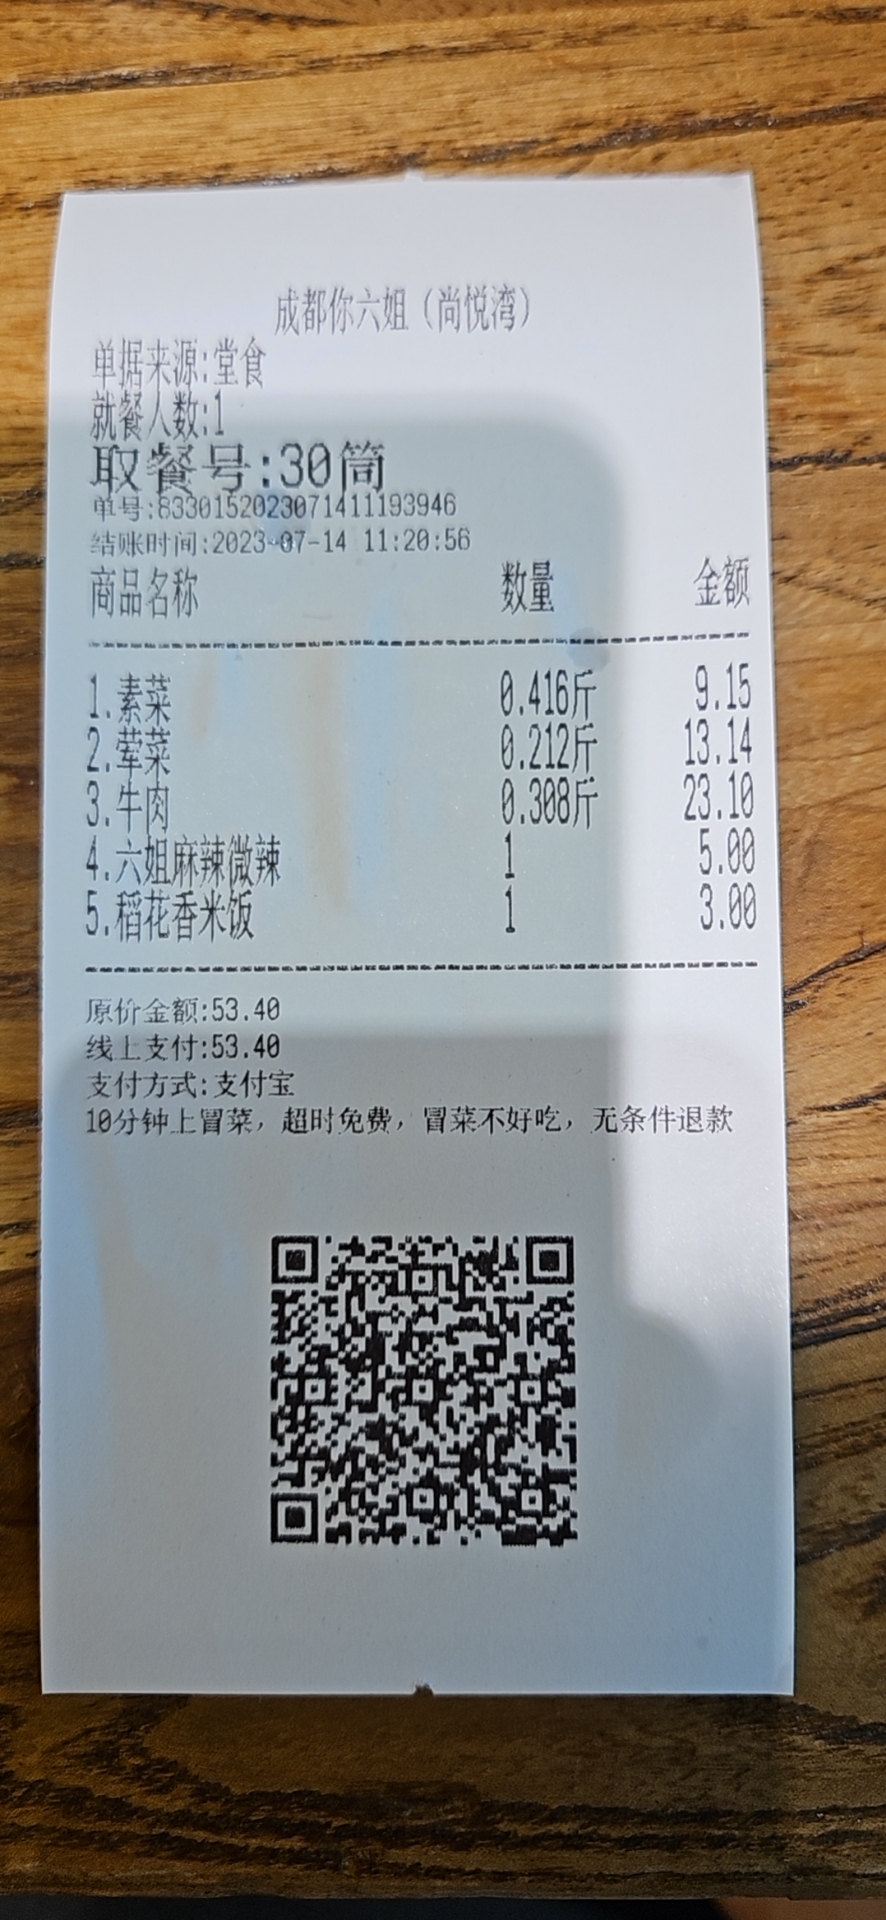 成都你六姐（尚悦湾）
单据来源:堂食
就餐人数:1
取餐号:30筒
单号:8330152023071411193946
结账时间:2023-07-14 11:20:56
商品名称 数量 金额
1.素菜 0.416斤 9.15
2.荤菜 0.212斤 13.14
3.牛肉 0.308斤 23.10
4.六姐麻辣微辣 1 5.00
5.稻花香米饭 1 3.00
原价金额:53.40
线上支付:53.40
支付方式:支付宝
10分钟上冒菜，超时免费，冒菜不好吃，无条件退款